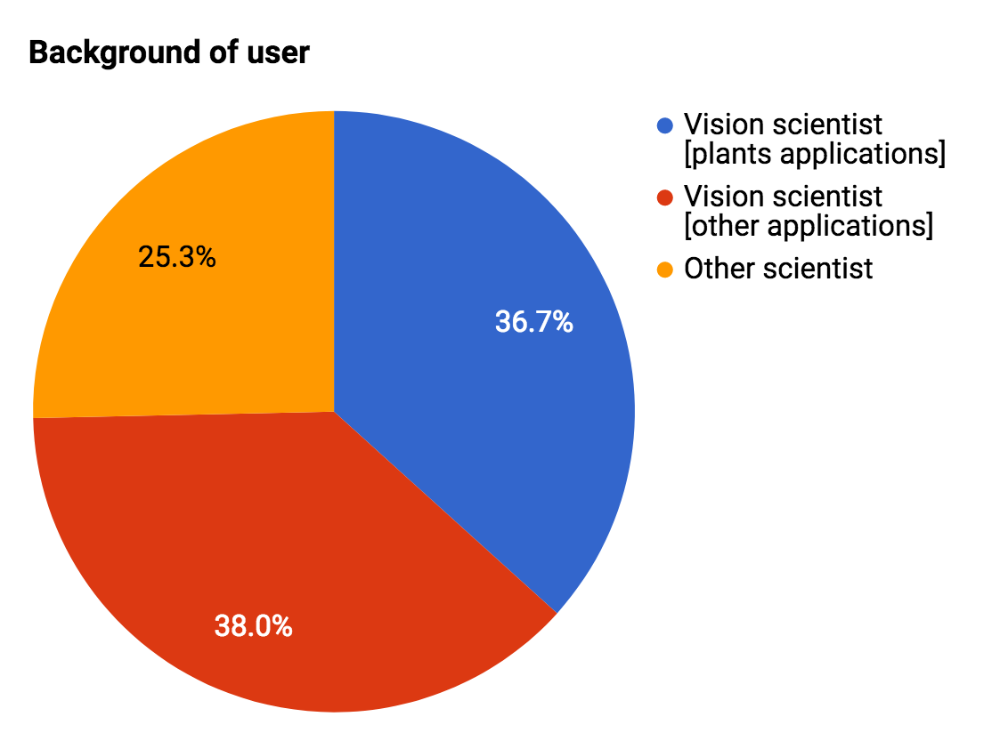 Background of user
Vision scientist
[plants applications]
Vision scientist
[other applications]
Other scientist
25.3%
36.7%
38.0%